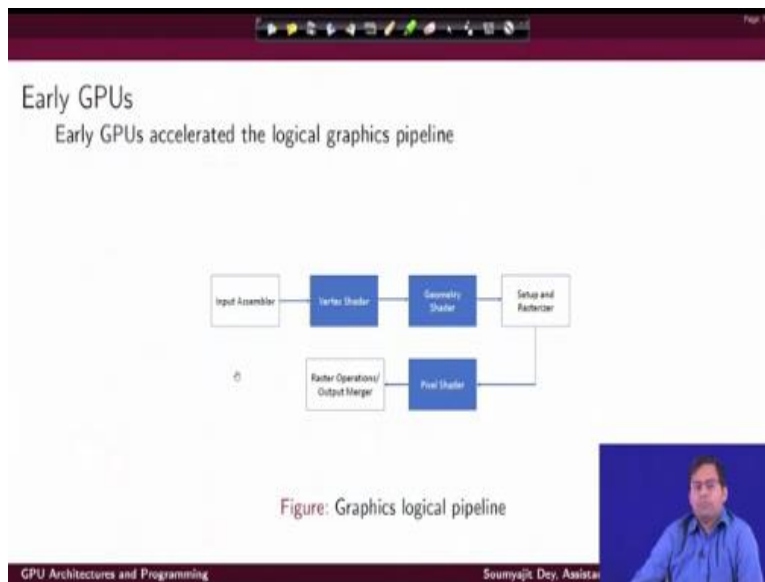 Page
Early GPUs
Early GPUs accelerated the logical graphics pipeline
Input Assembler
Vertex Shader
Geometry
Shader
Setup and
Rasterizer
Raster Operations/
Output Merger
Pixel Shader
Figure: Graphics logical pipeline
GPU Architectures and Programming
Soumyajit Dey, Assista